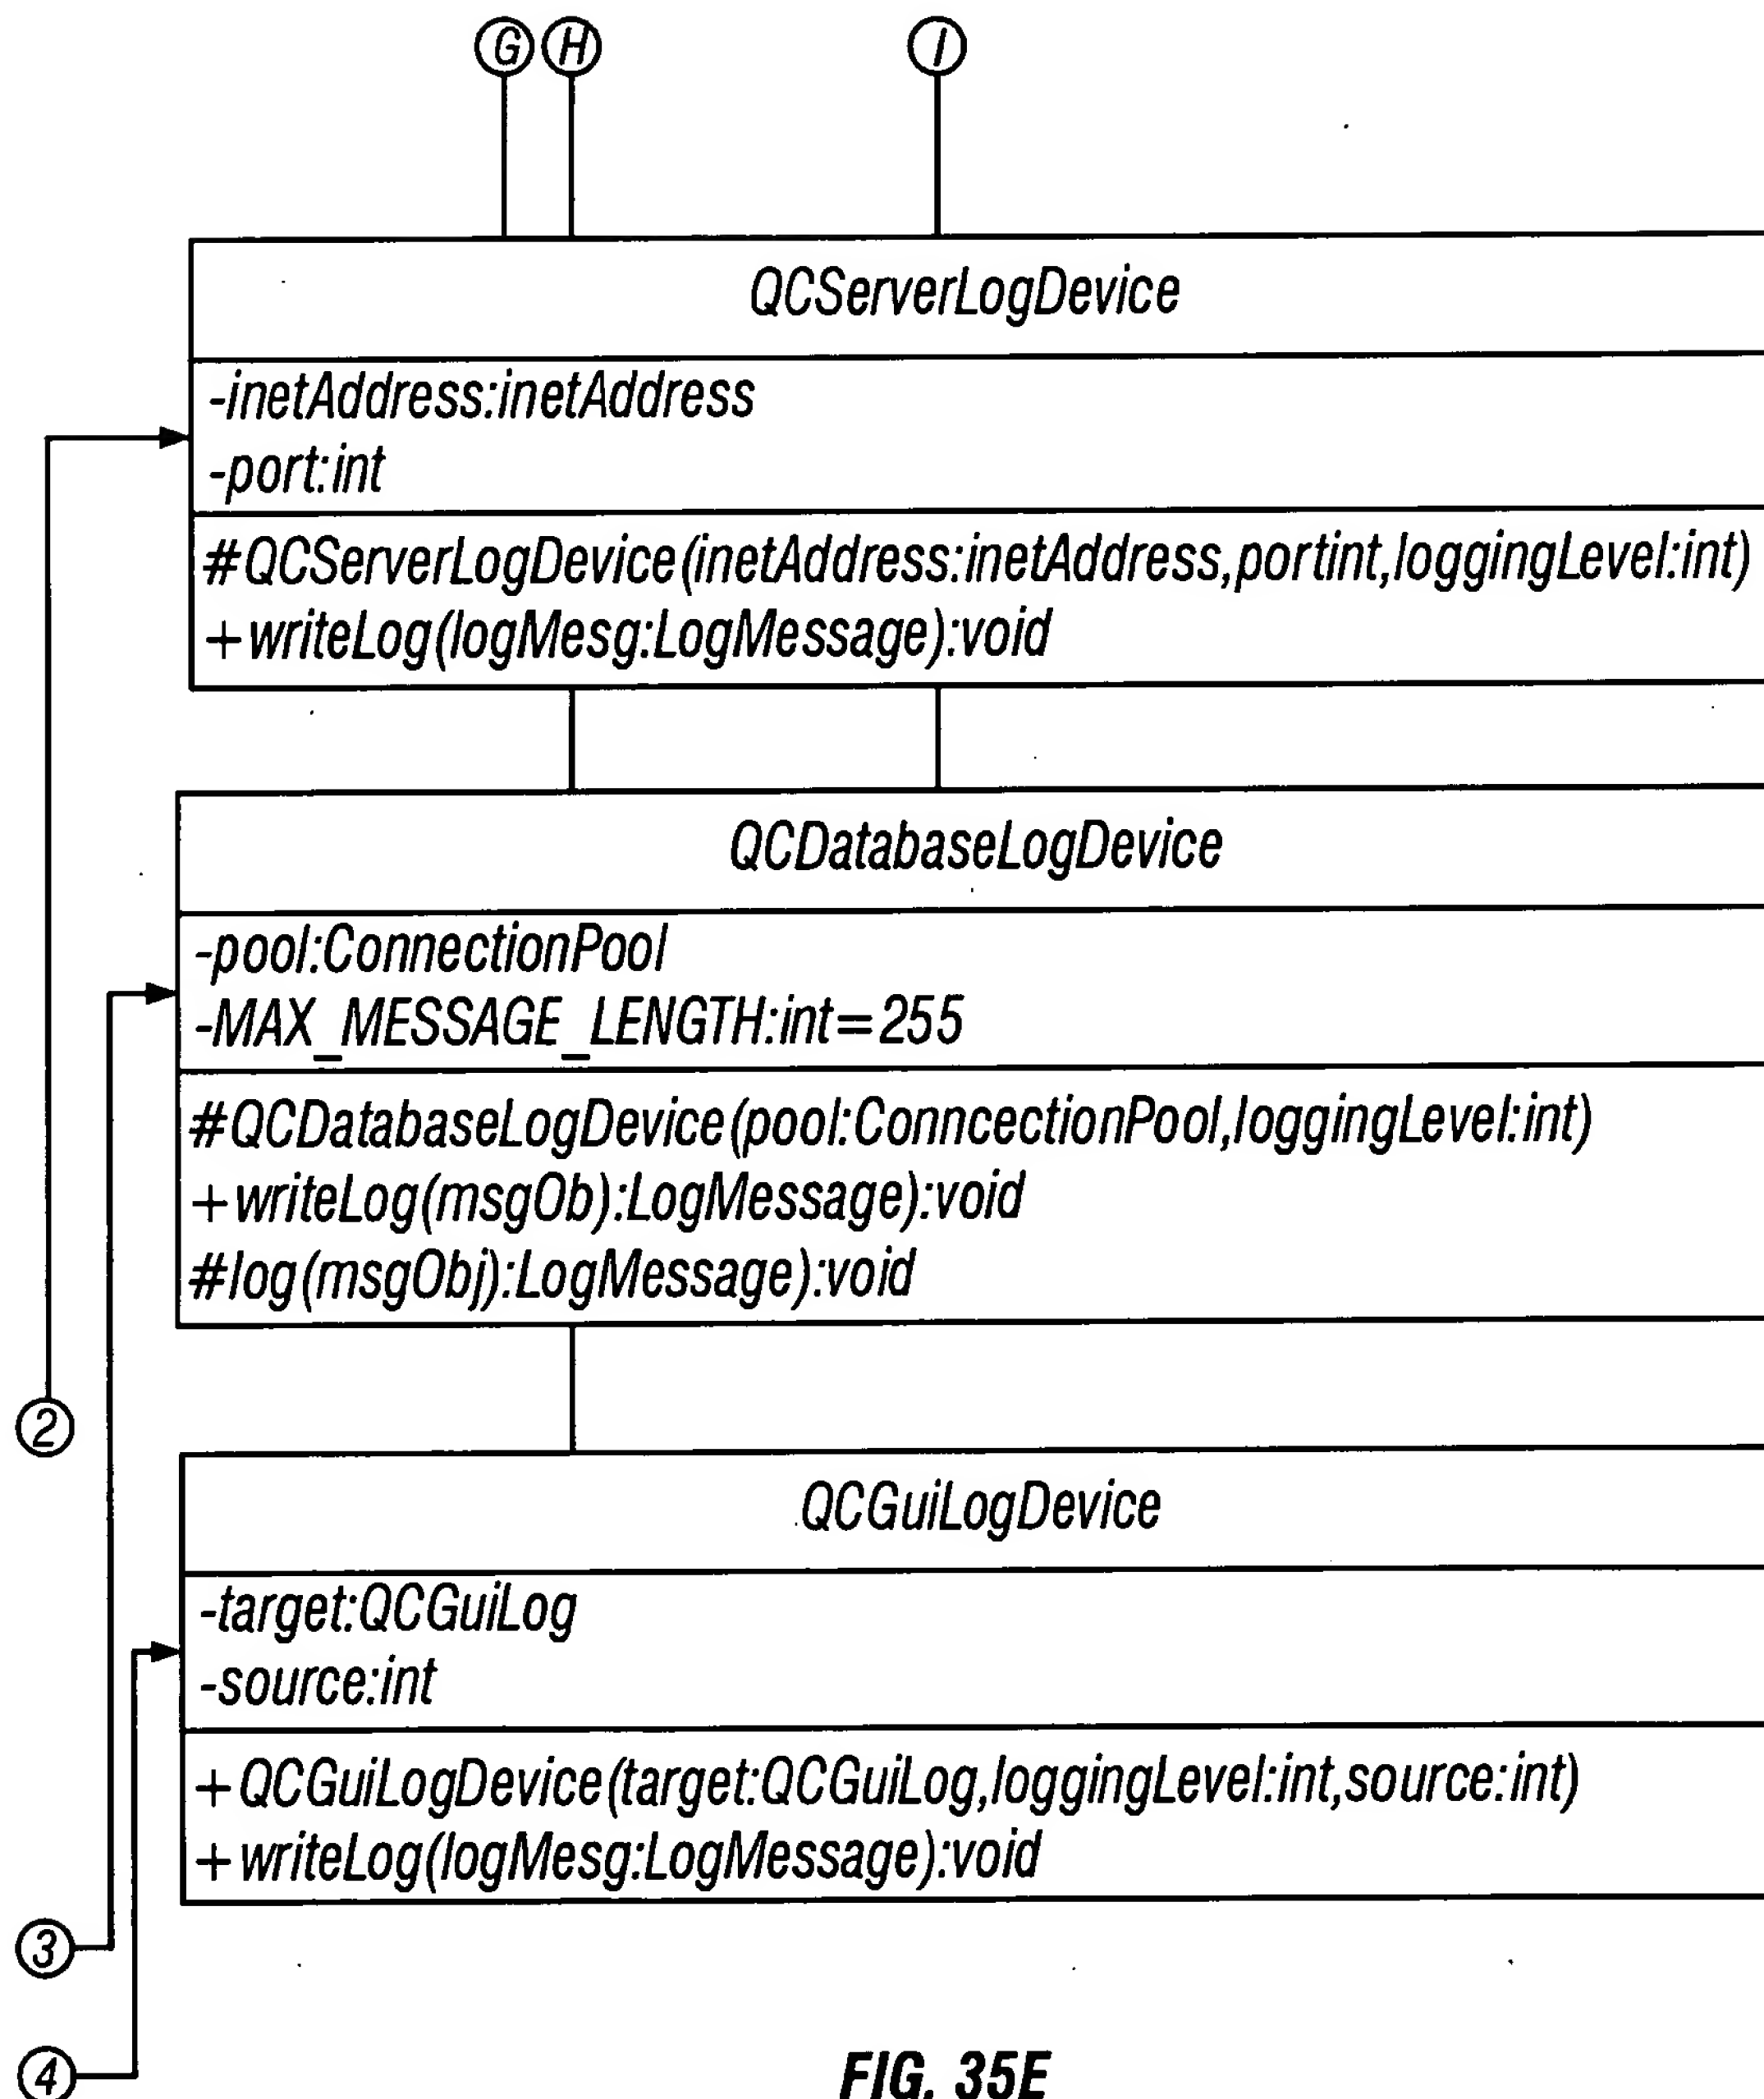 G H I
QCServerLogDevice
-inetAddress:inetAddress
-port:int
#QCServerLogDevice(inetAddress:inetAddress,portint,loggingLevel:int)
+writeLog(logMesg:LogMessage):void
QCDatabaseLogDevice
-pool:ConnectionPool
-MAX_MESSAGE_LENGTH:int=255
#QCDatabaseLogDevice(pool:ConncectionPool,loggingLevel:int)
+writeLog(msgOb):LogMessage):void
#log(msgObj):LogMessage):void
2
QCGuiLogDevice
-target:QCGuiLog
-source:int
+QCGuiLogDevice(target:QCGuiLog,loggingLevel:int,source:int)
+writeLog(logMesg:LogMessage):void
3
4
FIG. 35E